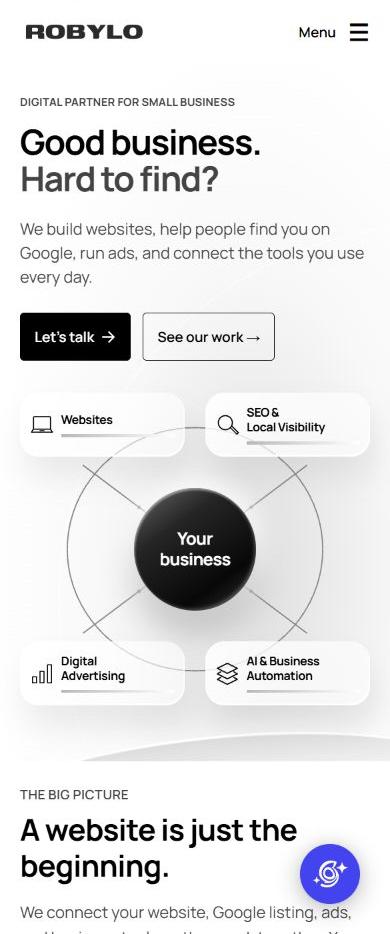 ROBYLO
Menu
DIGITAL PARTNER FOR SMALL BUSINESS
Good business.
Hard to find?
We build websites, help people find you on
Google, run ads, and connect the tools you use
every day.
Let's talk →
See our work →
Websites
SEO &
Local Visibility
Your
business
Digital
Advertising
AI & Business
Automation
THE BIG PICTURE
A website is just the
beginning.
We connect your website, Google listing, ads,